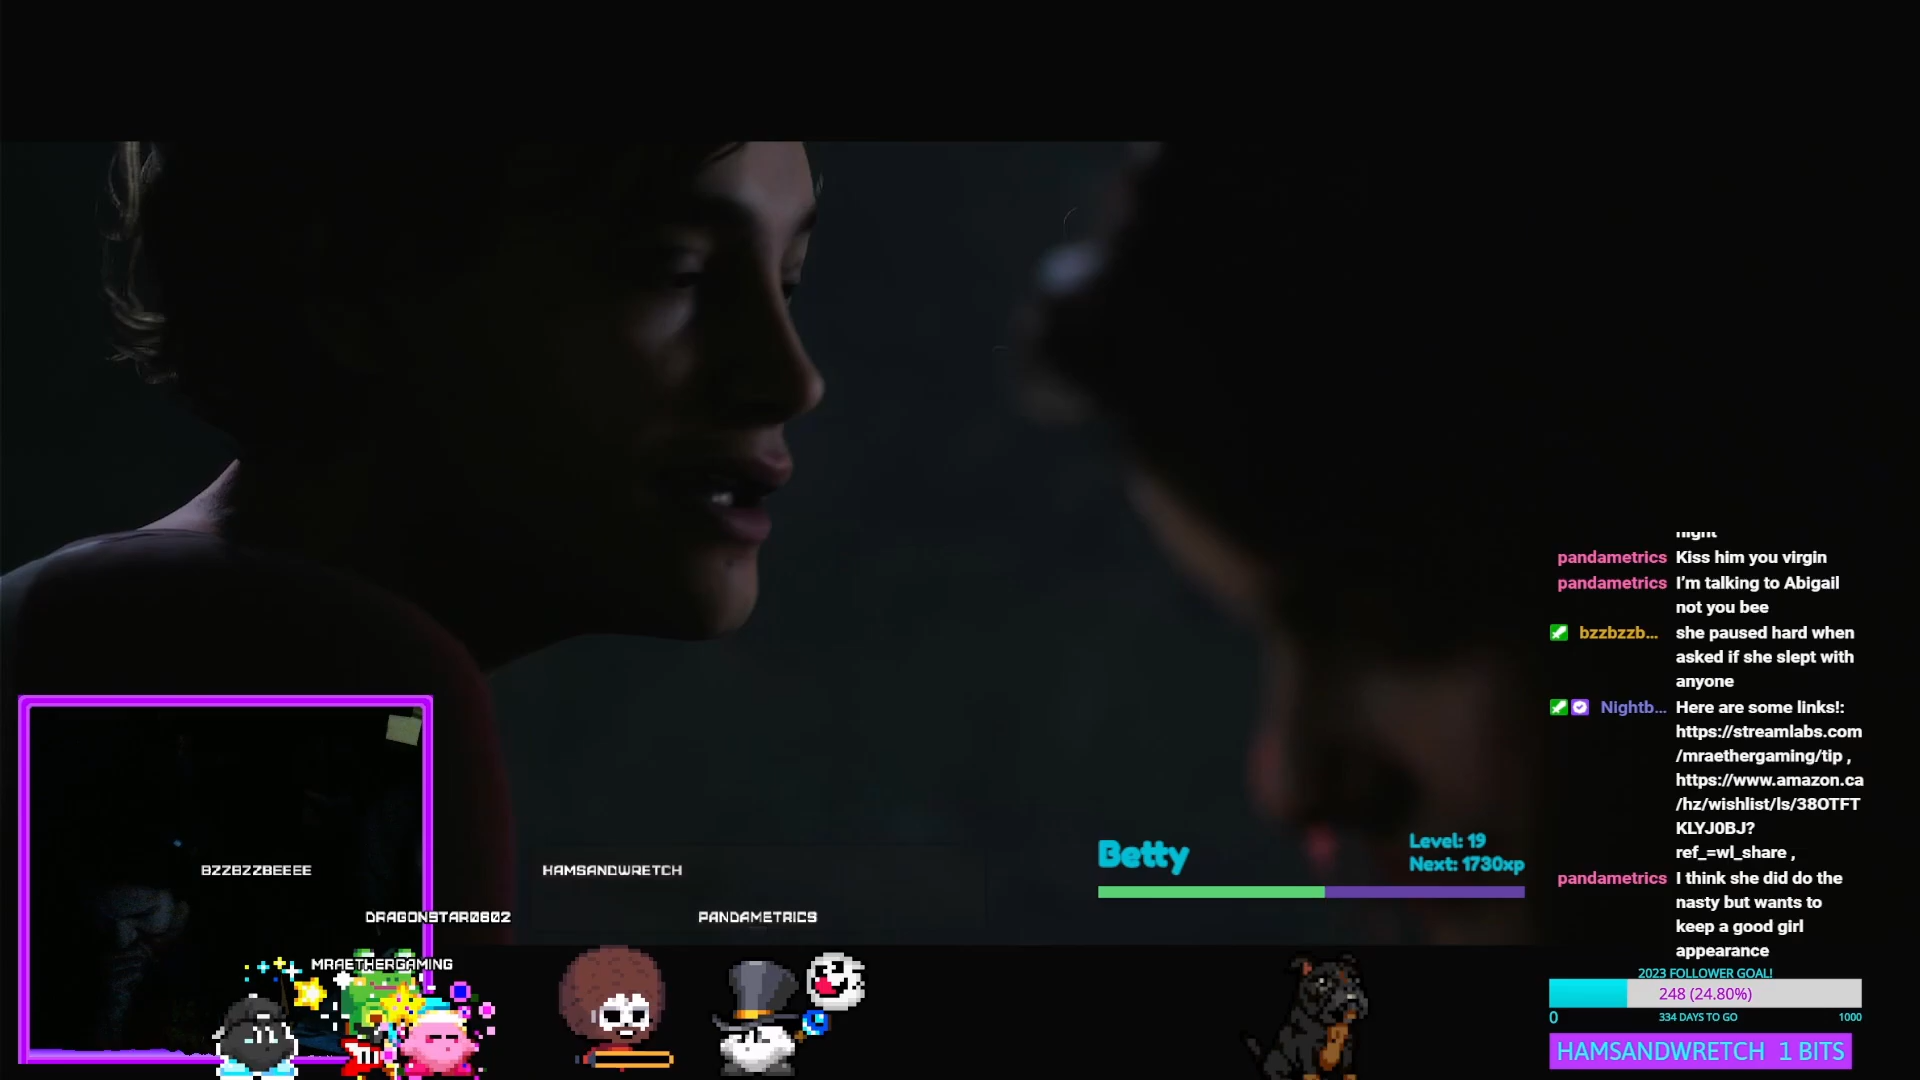 night
pandametrics Kiss him you virgin
pandametrics I'm talking to Abigail
not you bee
bzzbzzb... she paused hard when
asked if she slept with
anyone
Nightb... Here are some links!:
https://streamlabs.com
/mraethergaming/tip ,
https://www.amazon.ca
/hz/wishlist/ls/38OTFT
KLYJ0BJ?
ref_=wl_share ,
pandametrics I think she did do the
nasty but wants to
keep a good girl
appearance
2023 FOLLOWER GOAL!
248 (24.80%)
0 334 DAYS TO GO 1000
HAMSANDWRETCH 1 BITS
Betty
Level: 19
Next: 1730xp
BZZBZZBEEEE
HAMSANDWRETCH
DRAGONSTAR0802
PANDAMETRICS
MRAETHERGAMING